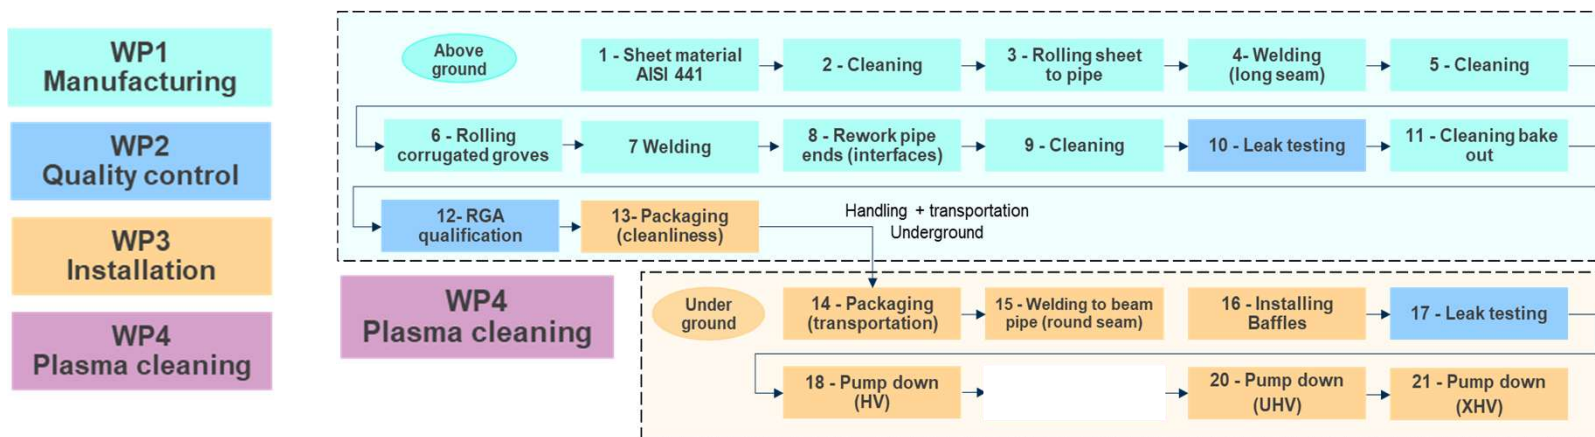 WP1
Manufacturing
WP2
Quality control
WP3
Installation
WP4
Plasma cleaning
Above
ground
1 - Sheet material
AISI 441
2 - Cleaning
3 - Rolling sheet
to pipe
4- Welding
(long seam)
5 - Cleaning
6 - Rolling
corrugated groves
7 Welding
8 - Rework pipe
ends (interfaces)
9 - Cleaning
10 - Leak testing
11 - Cleaning bake
out
12- RGA
qualification
13- Packaging
(cleanliness)
Handling + transportation
Underground
WP4
Plasma cleaning
Under
ground
14 - Packaging
(transportation)
15 - Welding to beam
pipe (round seam)
16 - Installing
Baffles
17 - Leak testing
18 - Pump down
(HV)
20 - Pump down
(UHV)
21 - Pump down
(XHV)